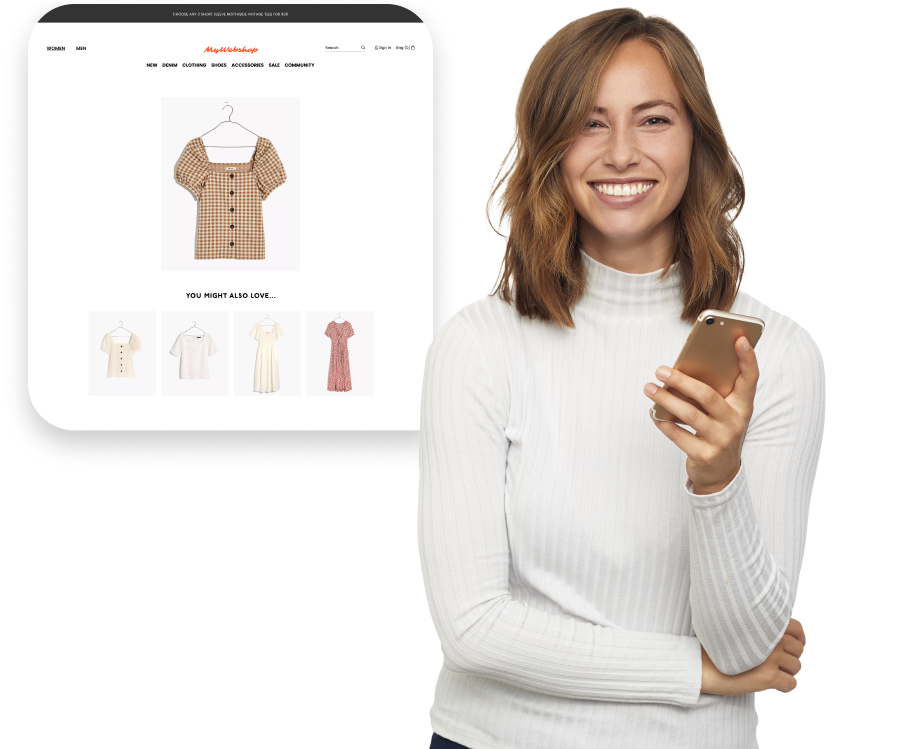 CHOOSE ANY 2 SHORT SLEEVE NORTHSIDE VINTAGE TEES FOR $35
WOMEN MEN
MyWebshop
Search Sign In Bag (0)
NEW DENIM CLOTHING SHOES ACCESSORIES SALE COMMUNITY
YOU MIGHT ALSO LOVE...